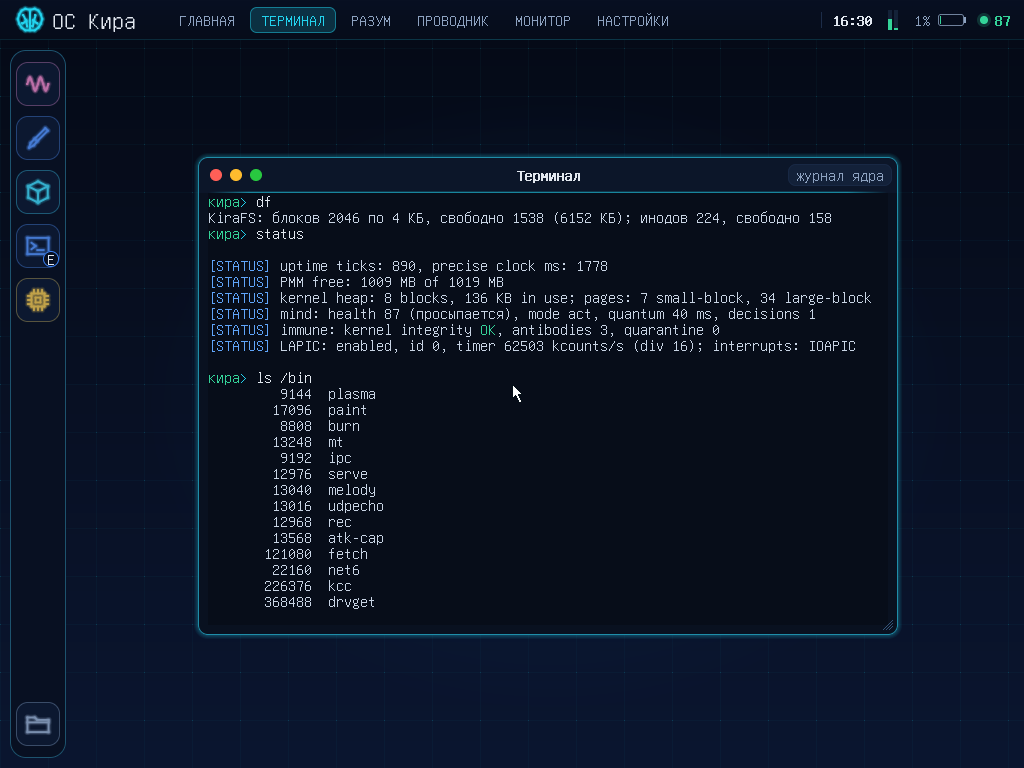 ОС Кира ГЛАВНАЯ ТЕРМИНАЛ РАЗУМ ПРОВОДНИК МОНИТОР НАСТРОЙКИ 16:30 1% 87
Терминал журнал ядра
кира> df
KiraFS: блоков 2046 по 4 КБ, свободно 1538 (6152 КБ); инодов 224, свободно 158
кира> status
[STATUS] uptime ticks: 890, precise clock ms: 1778
[STATUS] PMM free: 1009 MB of 1019 MB
[STATUS] kernel heap: 8 blocks, 136 KB in use; pages: 7 small-block, 34 large-block
[STATUS] mind: health 87 (просыпается), mode act, quantum 40 ms, decisions 1
[STATUS] immune: kernel integrity OK, antibodies 3, quarantine 0
[STATUS] LAPIC: enabled, id 0, timer 62503 kcounts/s (div 16); interrupts: IOAPIC
кира> ls /bin
9144 plasma
17096 paint
8808 burn
13248 mt
9192 ipc
12976 serve
13040 melody
13016 udpecho
12968 rec
13568 atk-cap
121080 fetch
22160 net6
226376 kcc
368488 drvget
E